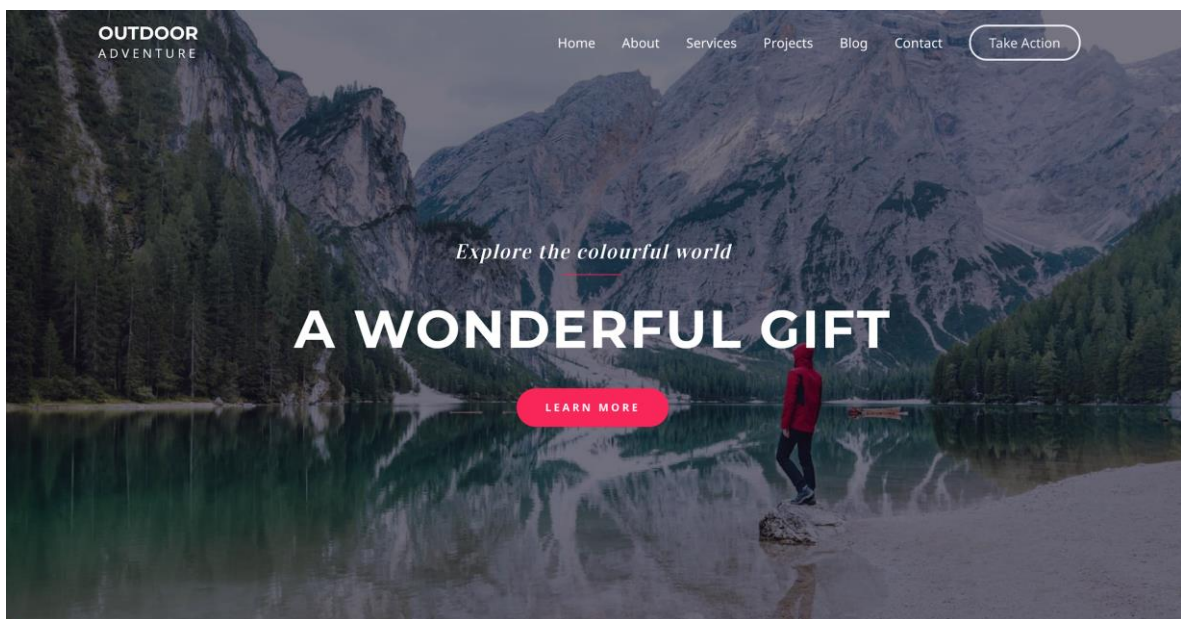 OUTDOOR
ADVENTURE
Home About Services Projects Blog Contact Take Action
Explore the colourful world
A WONDERFUL GIFT
LEARN MORE